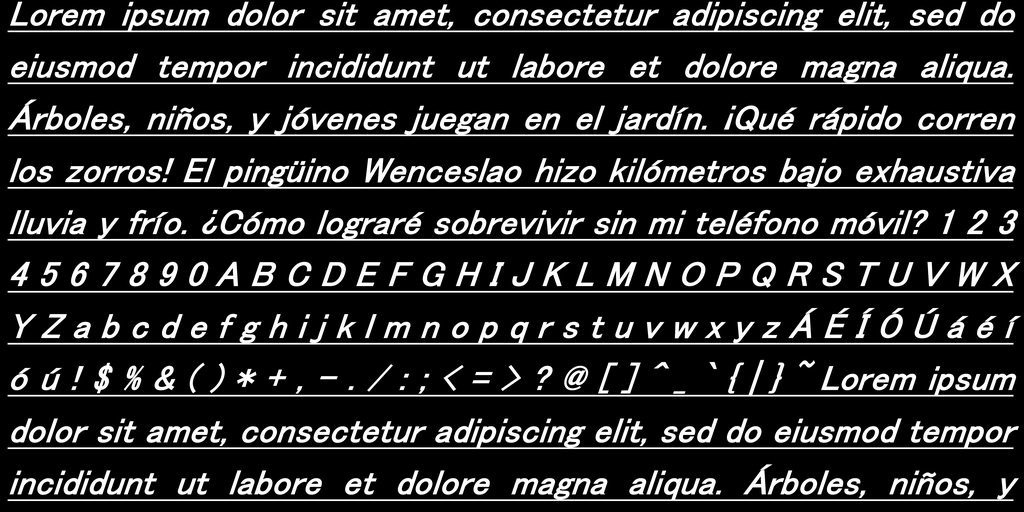 Lorem ipsum dolor sit amet, consectetur adipiscing elit, sed do
eiusmod tempor incididunt ut labore et dolore magna aliqua.
Árboles, niños, y jóvenes juegan en el jardín. ¡Qué rápido corren
los zorros! El pingüino Wenceslao hizo kilómetros bajo exhaustiva
lluvia y frío. ¿Cómo lograré sobrevivir sin mi teléfono móvil? 1 2 3
4 5 6 7 8 9 0 A B C D E F G H I J K L M N O P Q R S T U V W X
Y Z a b c d e f g h i j k l m n o p q r s t u v w x y z Á É Í Ó Ú á é í
ó ú ! $ % & ( ) * + , - . / : ; < = > ? @ [ ] ^ _ ` { | } ~ Lorem ipsum
dolor sit amet, consectetur adipiscing elit, sed do eiusmod tempor
incididunt ut labore et dolore magna aliqua. Árboles, niños, y